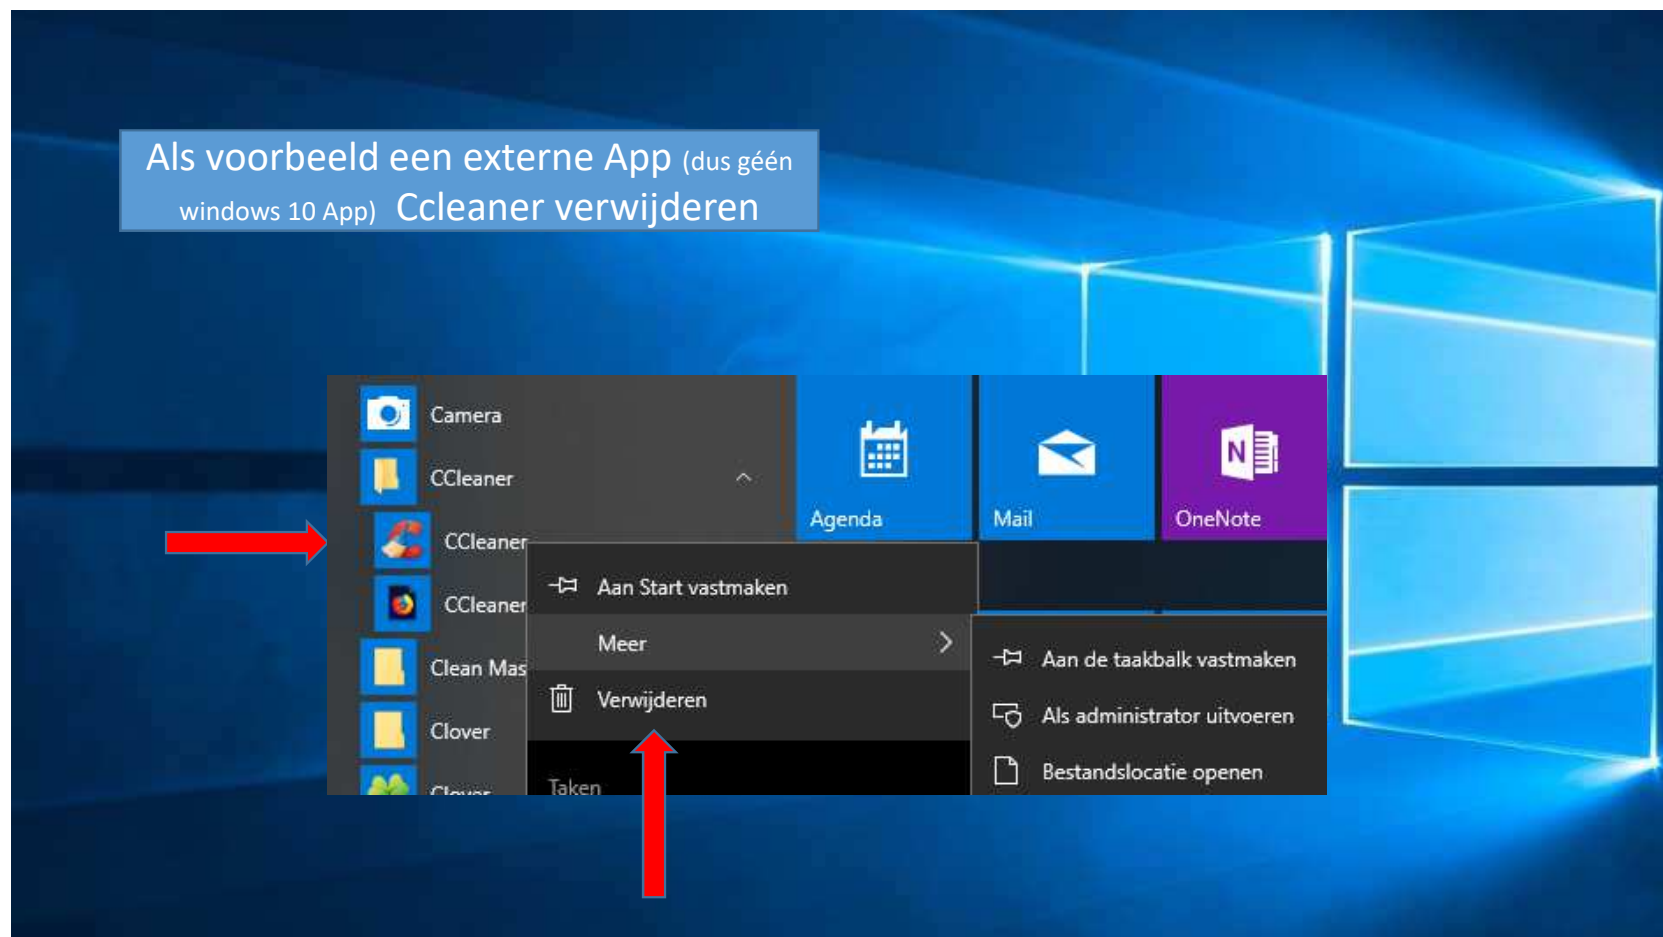 Als voorbeeld een externe App (dus géén
windows 10 App) Ccleaner verwijderen
Camera
CCleaner
CCleaner
CCleaner
Clean Mas
Clover
Clover
Agenda
Mail
OneNote
Aan Start vastmaken
Meer
Verwijderen
Taken
Aan de taakbalk vastmaken
Als administrator uitvoeren
Bestandslocatie openen